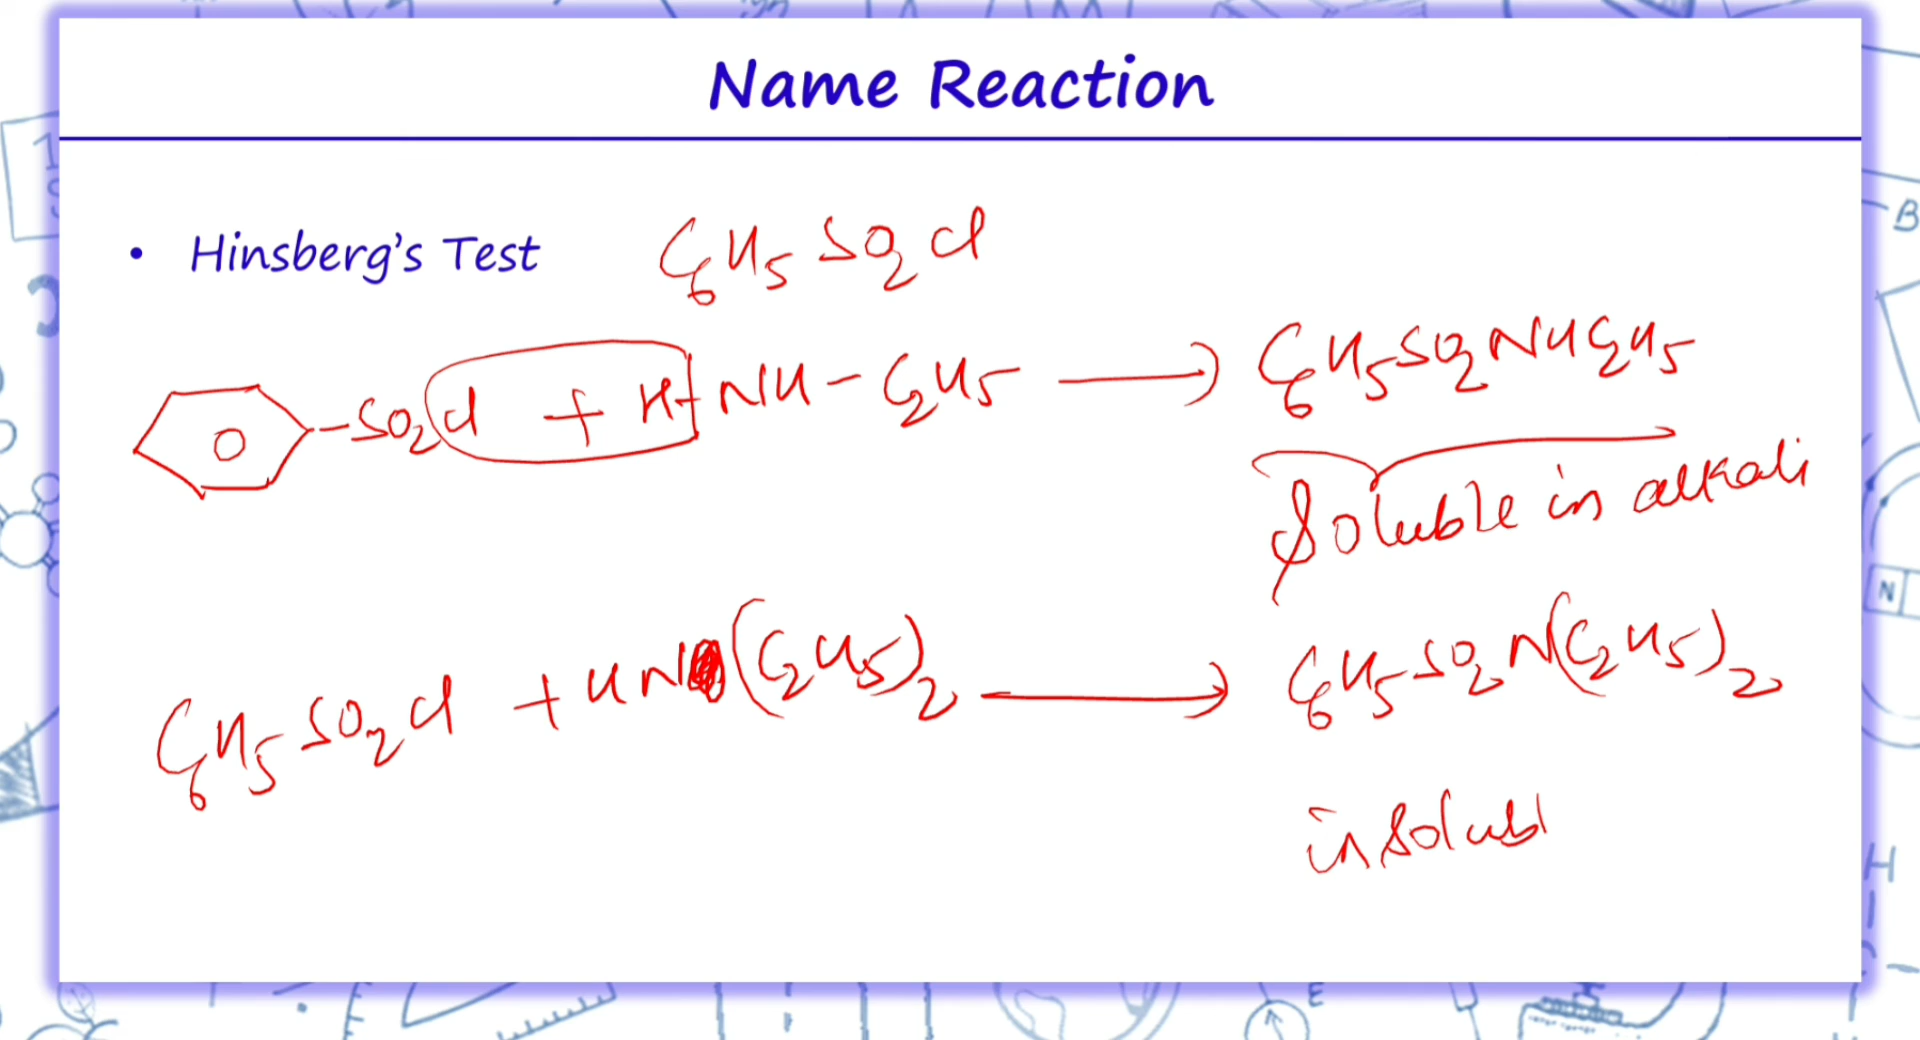 Name Reaction
• Hinsberg's Test C6H5SO2Cl
-SO2Cl + H-NH-C2H5 → C6H5SO2NHC2H5
Soluble in alkali
C6H5SO2Cl + HN(C2H5)2 → C6H5SO2N(C2H5)2
insolubl